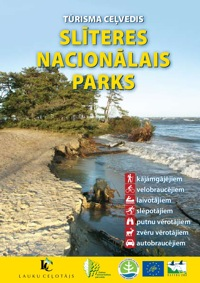 TŪRISMA CEĻVEDIS
SLĪTERES
NACIONĀLAIS
PARKS
kājāmgājējiem
velobraucējiem
laivotājiem
slēpotājiem
putnu vērotājiem
zvēru vērotājiem
autobraucējiem
LAUKU CEĻOTĀJS